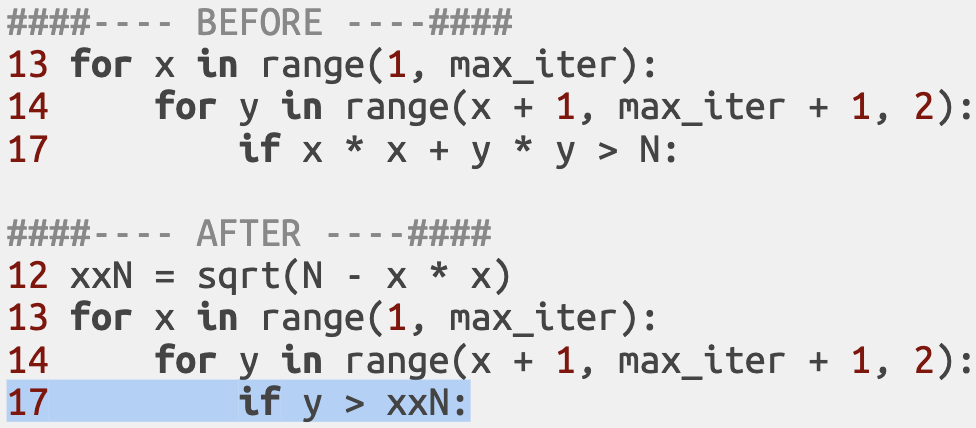 ####---- BEFORE ----####
13 for x in range(1, max_iter):
14     for y in range(x + 1, max_iter + 1, 2):
17         if x * x + y * y > N:

####---- AFTER ----####
12 xxN = sqrt(N - x * x)
13 for x in range(1, max_iter):
14     for y in range(x + 1, max_iter + 1, 2):
17         if y > xxN: